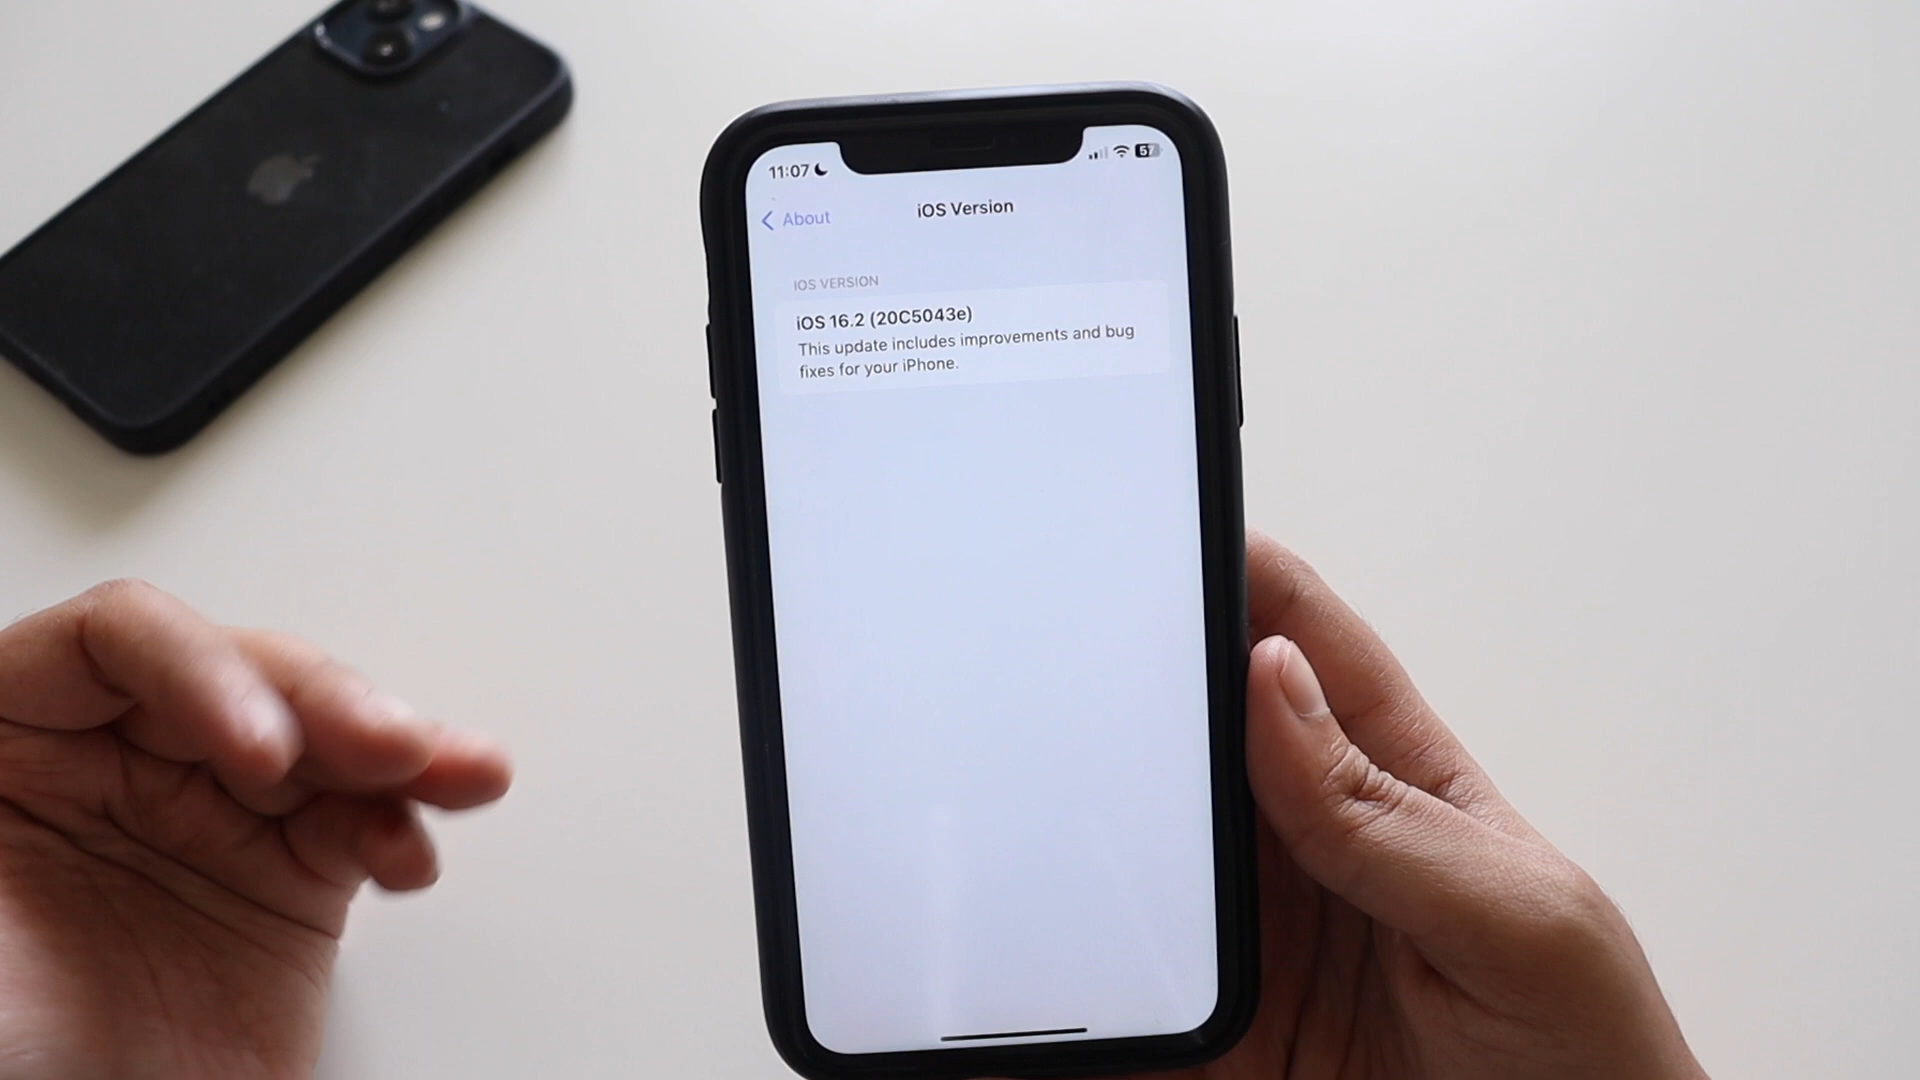 11:07
57
About
iOS Version
IOS VERSION
iOS 16.2 (20C5043e)
This update includes improvements and bug
fixes for your iPhone.